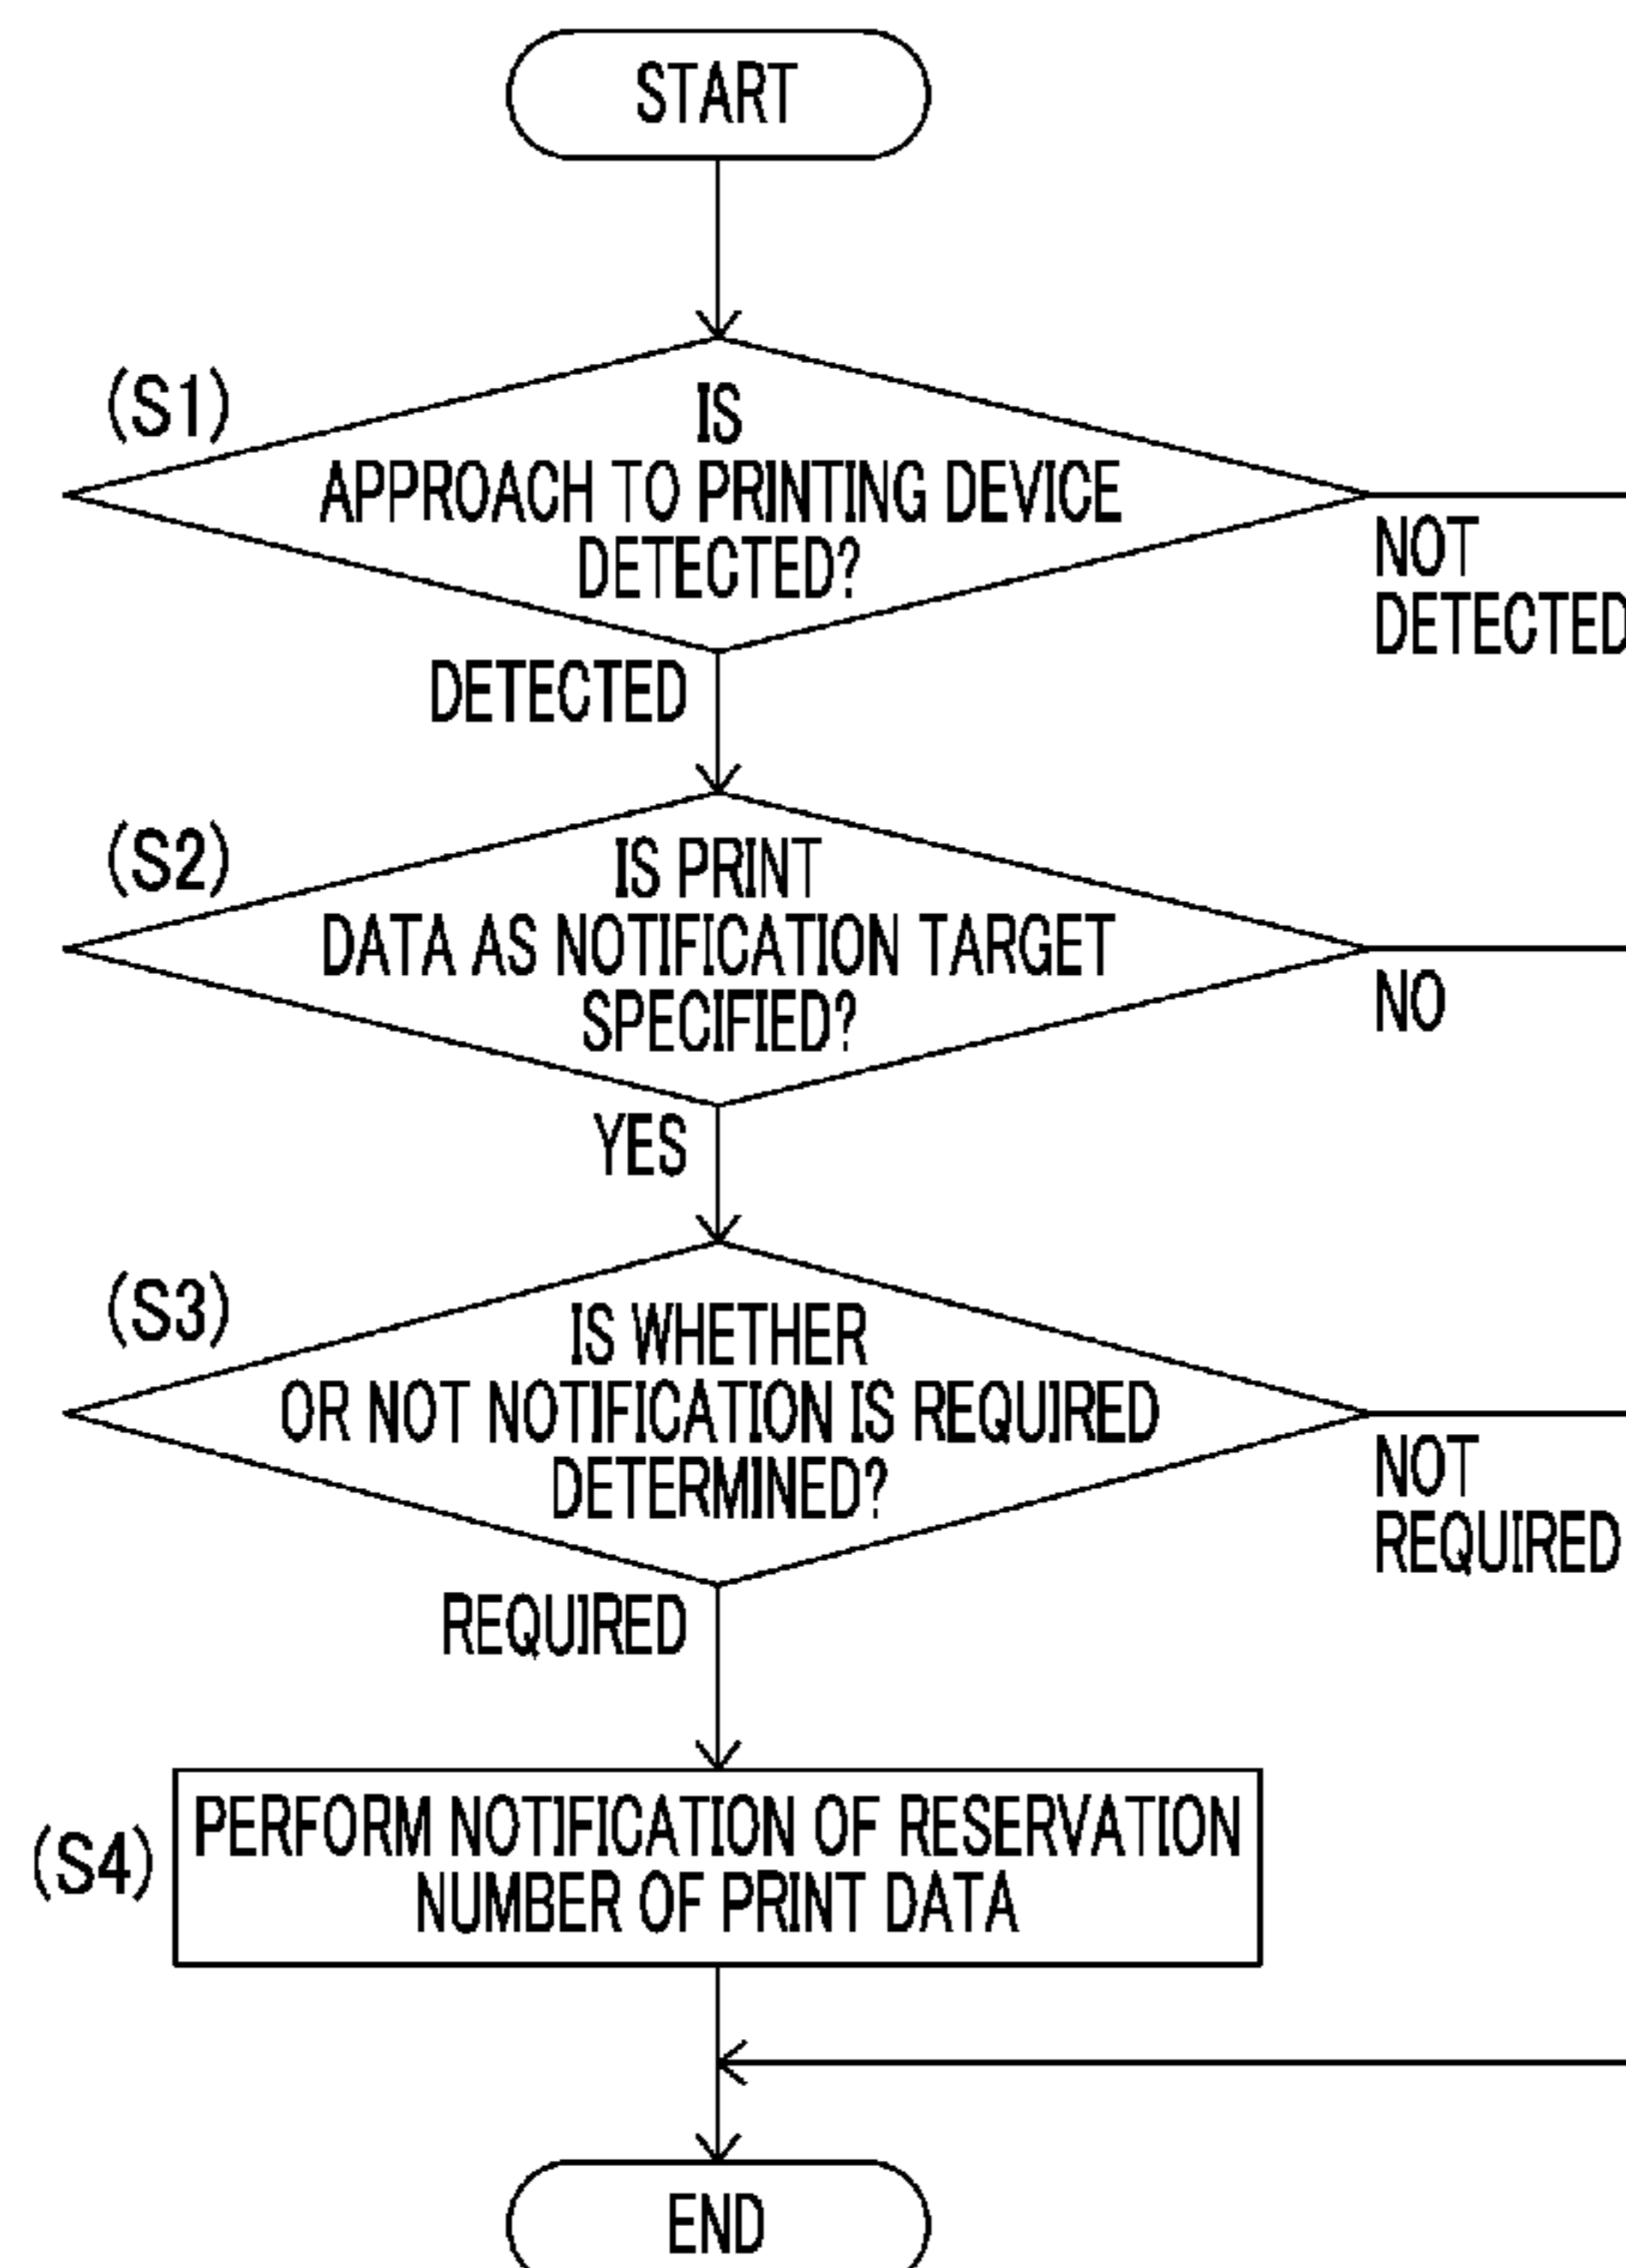 START
(S1)
IS
APPROACH TO PRINTING DEVICE
DETECTED?
NOT
DETECTED
DETECTED
(S2)
IS PRINT
DATA AS NOTIFICATION TARGET
SPECIFIED?
NO
YES
(S3)
IS WHETHER
OR NOT NOTIFICATION IS REQUIRED
DETERMINED?
NOT
REQUIRED
REQUIRED
(S4)
PERFORM NOTIFICATION OF RESERVATION
NUMBER OF PRINT DATA
END